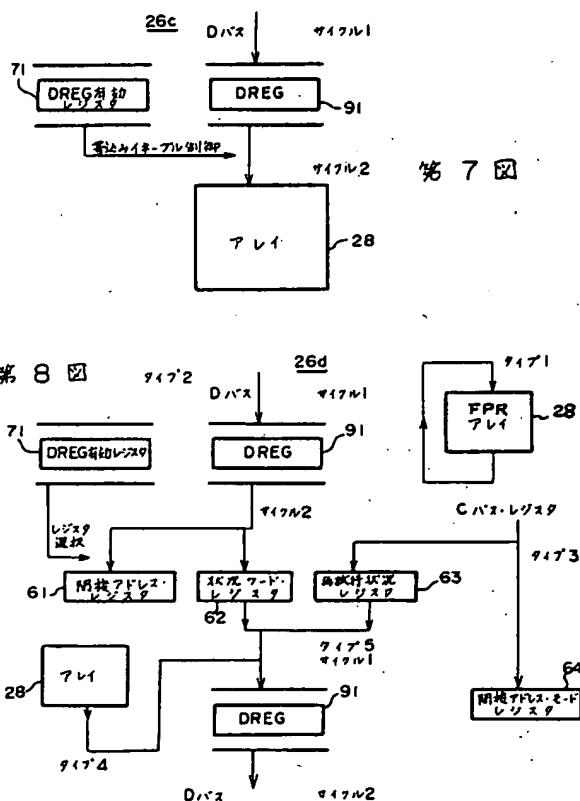 26c
Dバス
サイクル1
71
DREG有効
レジスタ
DREG
91
書込みイネーブル制御
サイクル2
第 7 図
アレイ
28
第 8 図
タイプ2
26d
Dバス
サイクル1
タイプ1
71
DREG有効レジスタ
DREG
91
FPR
アレイ
28
サイクル2
Cバス・レジスタ
レジスタ
選択
タイプ3
61
間接アドレス・
レジスタ
状況ワード・
レジスタ
62
再試行状況
レジスタ
63
タイプ5
サイクル1
28
アレイ
64
間接アドレス・モード
レジスタ
DREG
91
タイプ4
Dバス
サイクル2